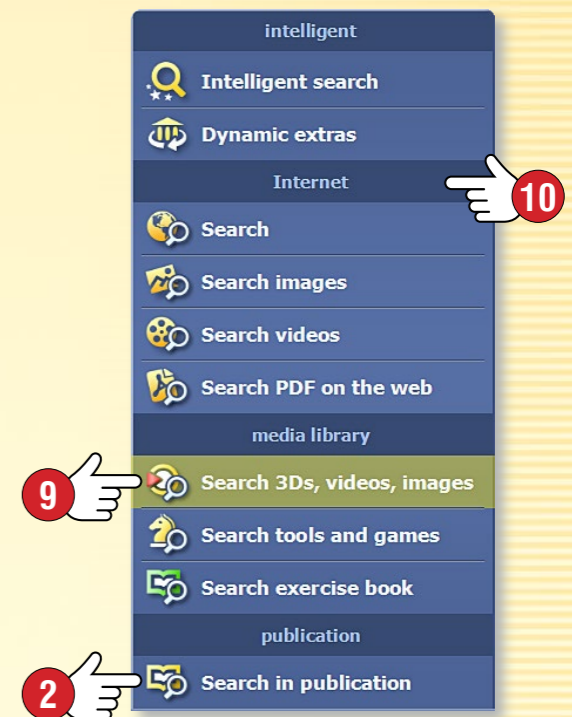 intelligent
Intelligent search
Dynamic extras
Internet
10
Search
Search images
Search videos
Search PDF on the web
media library
9
Search 3Ds, videos, images
Search tools and games
Search exercise book
publication
2
Search in publication